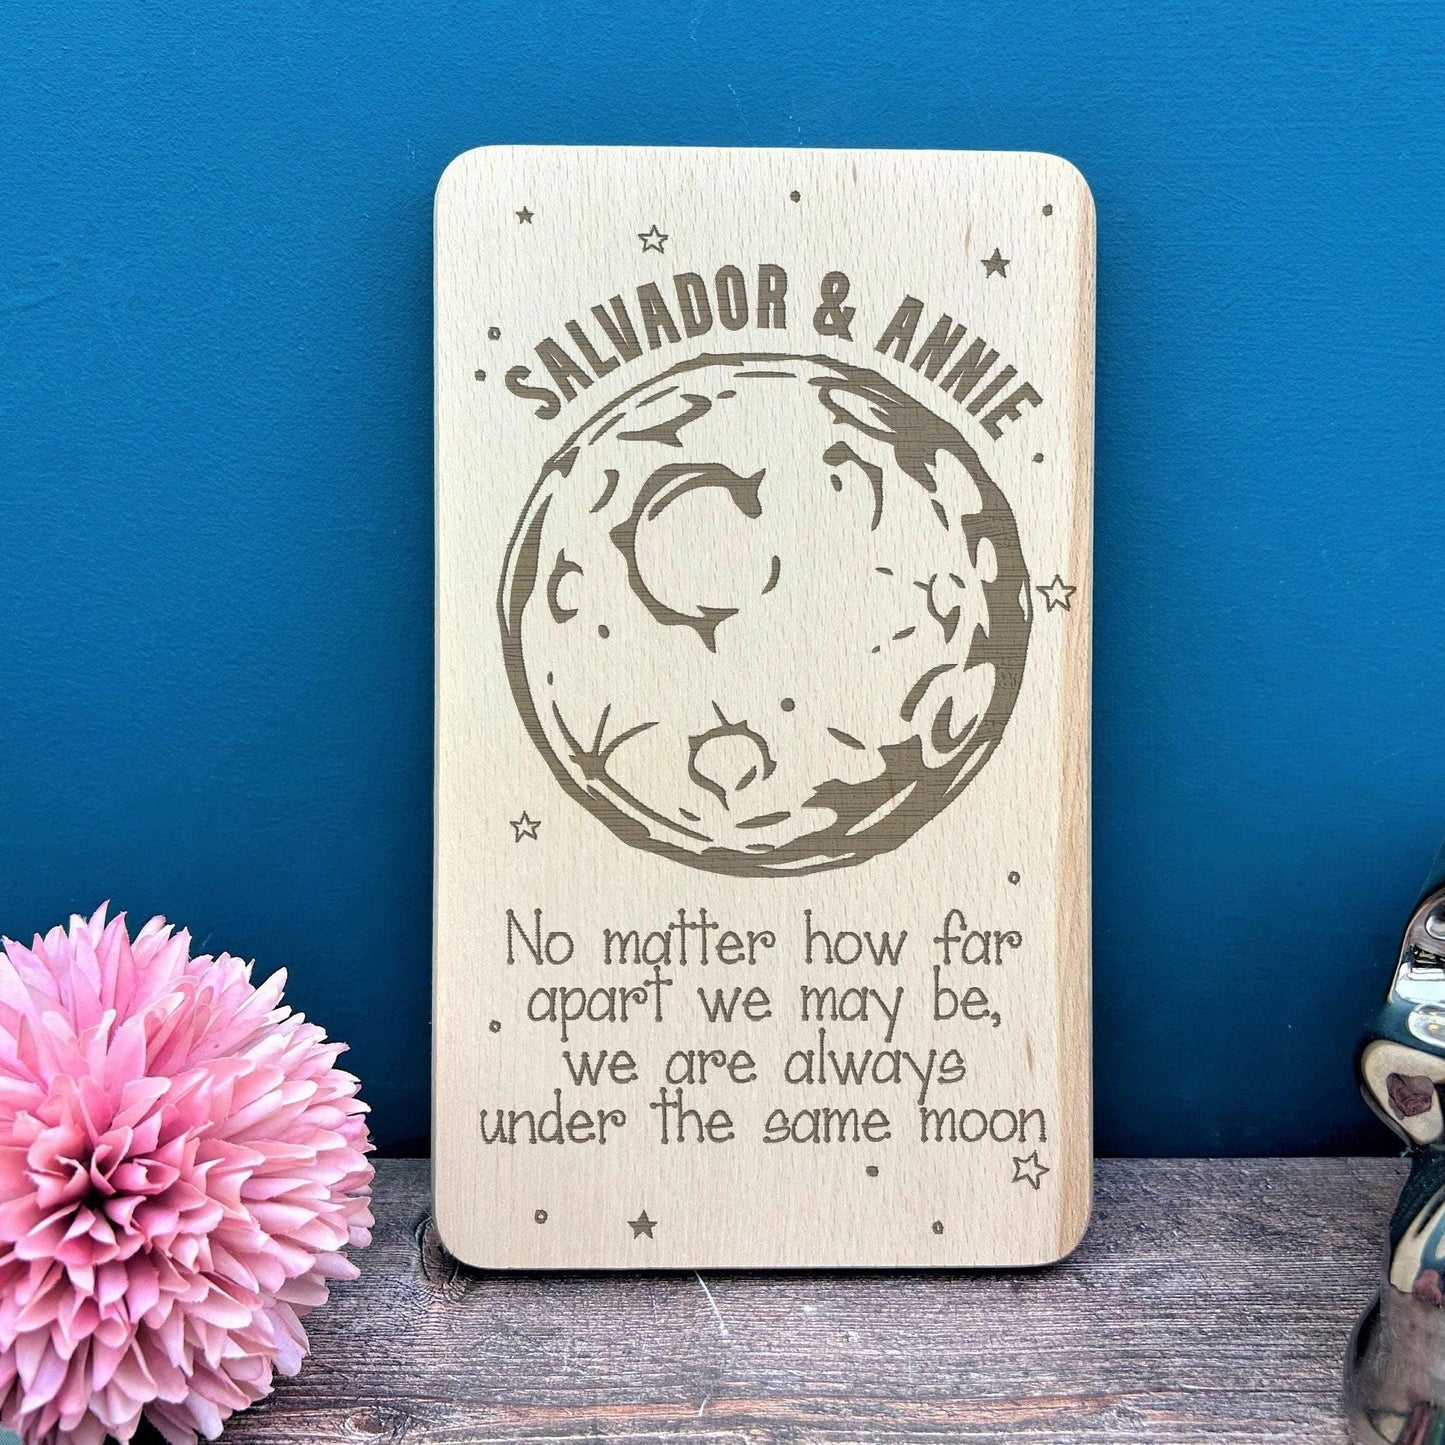 SALVADOR & ANNIE
No matter how far
apart we may be,
we are always
under the same moon